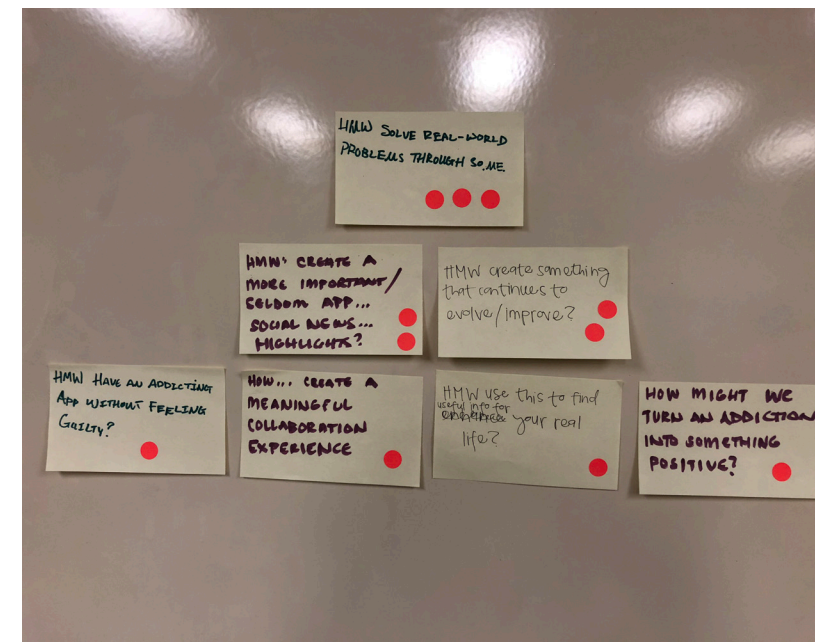 HMW SOLVE REAL-WORLD
PROBLEMS THROUGH SO.ME.
HMW' CREATE A
MORE IMPORTANT/
SELDOM APP...
SOCIAL NEWS...
HIGHLIGHTS?
HMW create something
that continues to
evolve/improve?
HMW HAVE AN ADDICTING
APP WITHOUT FEELING
GUILTY?
HOW... CREATE A
MEANINGFUL
COLLABORATION
EXPERIENCE
HMW use this to find
useful info for
your real
life?
HOW MIGHT WE
TURN AN ADDICTION
INTO SOMETHING
POSITIVE?